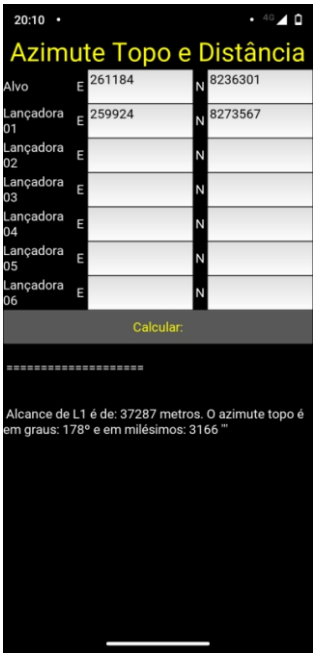 20:10 •
• 4G
Azimute Topo e Distância
Alvo E 261184 N 8236301
Lançadora 01 E 259924 N 8273567
Lançadora 02 E N
Lançadora 03 E N
Lançadora 04 E N
Lançadora 05 E N
Lançadora 06 E N
Calcular:
====================
Alcance de L1 é de: 37287 metros. O azimute topo é
em graus: 178º e em milésimos: 3166 '''